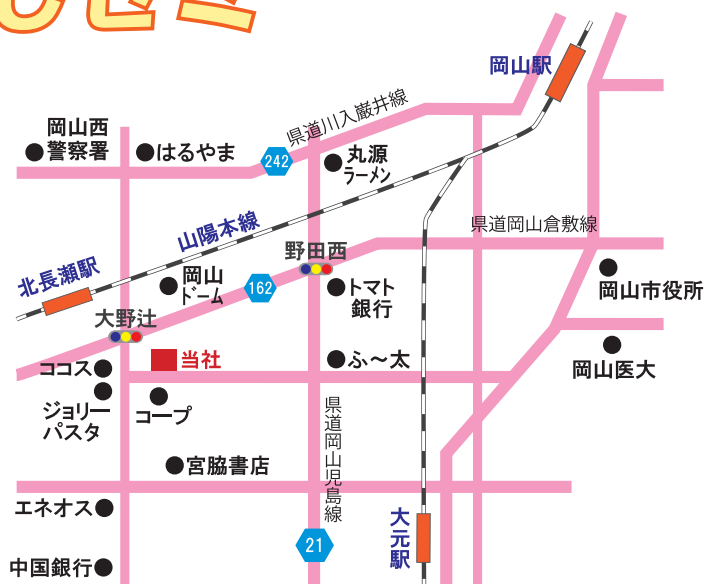 むゼミ
岡山駅
県道川入巌井線
岡山西
警察署
はるやま
242
丸源
ラーメン
山陽本線
県道岡山倉敷線
野田西
北長瀬駅
岡山
ドーム
162
トマト
銀行
岡山市役所
大野辻
当社
ふ〜太
岡山医大
ココス
ジョリー
パスタ
コープ
県道岡山児島線
宮脇書店
エネオス
大元駅
21
中国銀行